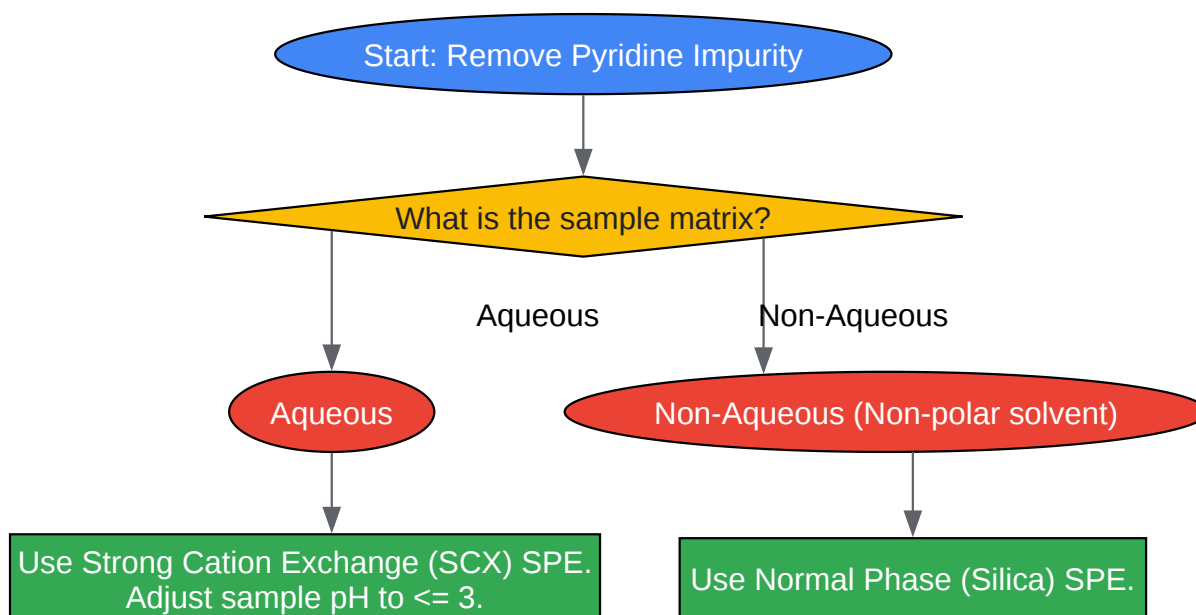 Start: Remove Pyridine Impurity
What is the sample matrix?
Aqueous
Non-Aqueous
Aqueous
Non-Aqueous (Non-polar solvent)
Use Strong Cation Exchange (SCX) SPE.
Adjust sample pH to <= 3.
Use Normal Phase (Silica) SPE.